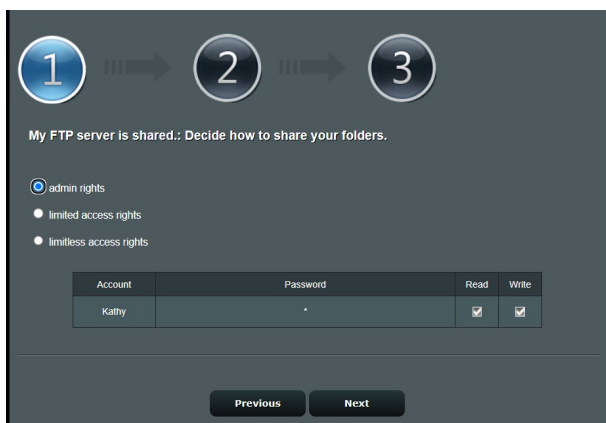 1 2 3
My FTP server is shared.: Decide how to share your folders.
admin rights
limited access rights
limitless access rights
Account Password Read Write
Kathy *
Previous Next